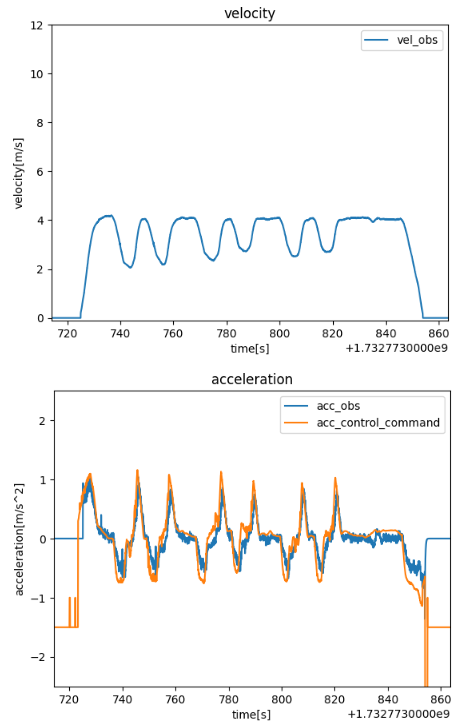 velocity
12
10
8
6
4
2
0
velocity[m/s]
vel_obs
720 740 760 780 800 820 840 860
time[s]
+1.7327730000e9
acceleration
2
1
0
−1
−2
acceleration[m/s^2]
acc_obs
acc_control_command
720 740 760 780 800 820 840 860
time[s]
+1.7327730000e9